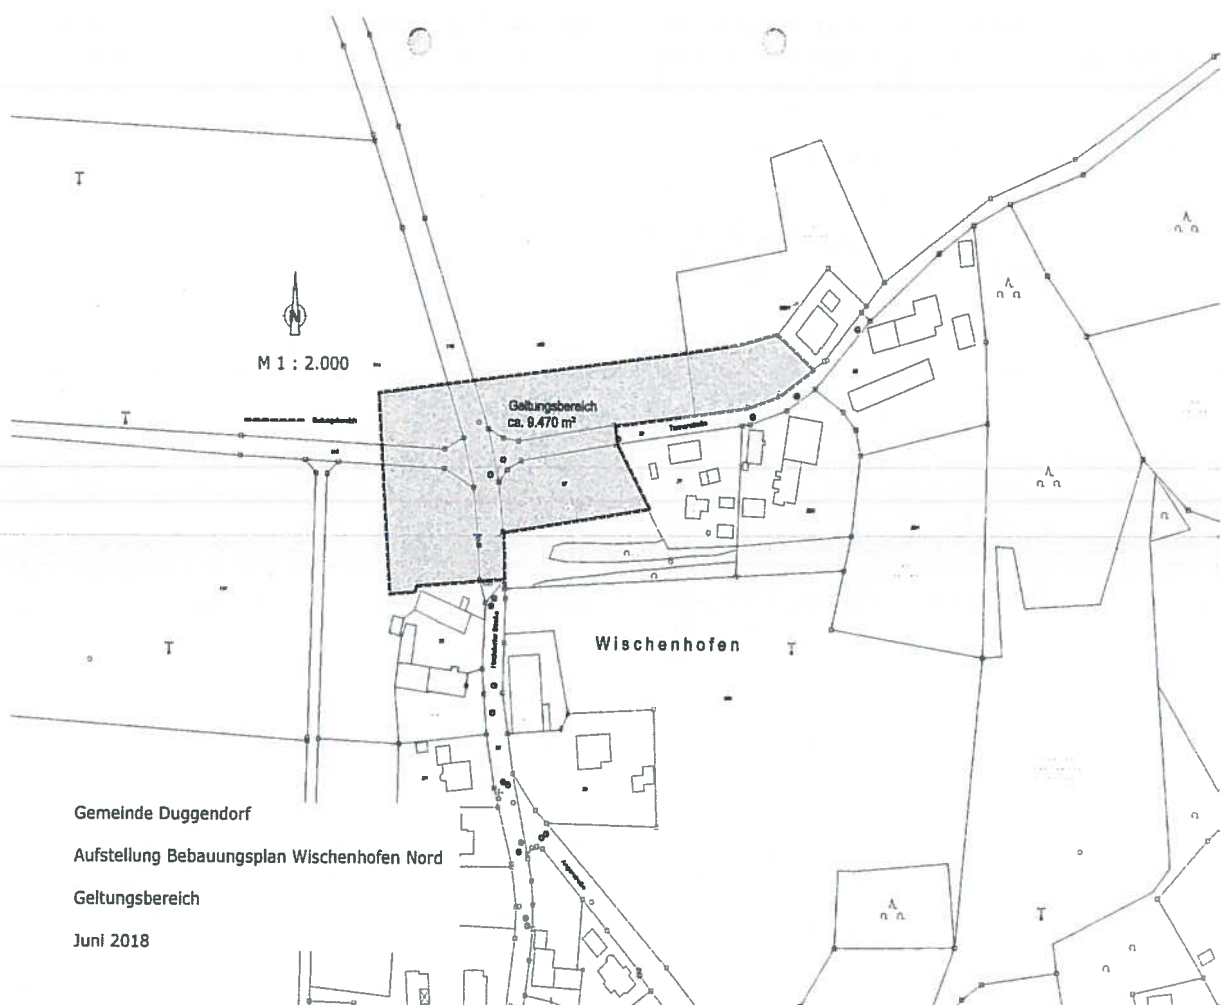 N
M 1 : 2.000
Geltungsbereich
ca. 9.470 m²
Wischenhofen
Gemeinde Duggendorf
Aufstellung Bebauungsplan Wischenhofen Nord
Geltungsbereich
Juni 2018